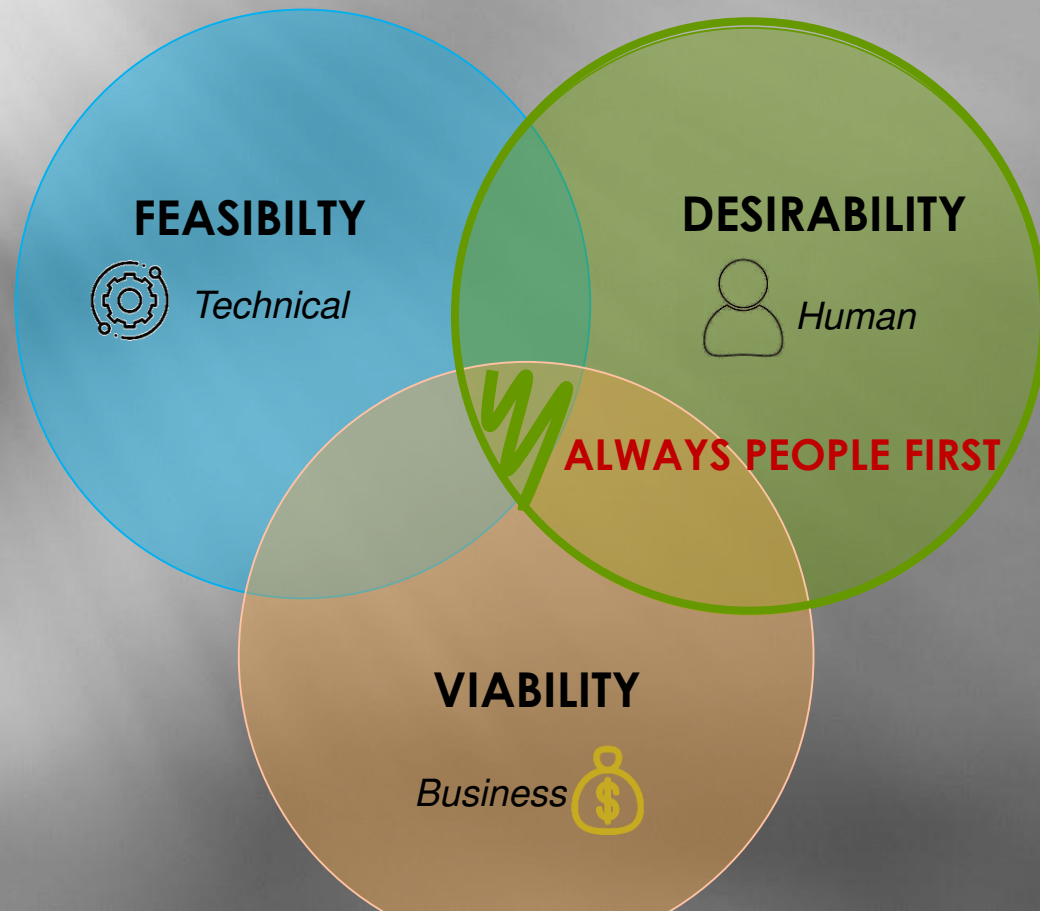 FEASIBILTY
Technical
DESIRABILITY
Human
ALWAYS PEOPLE FIRST
VIABILITY
Business
$